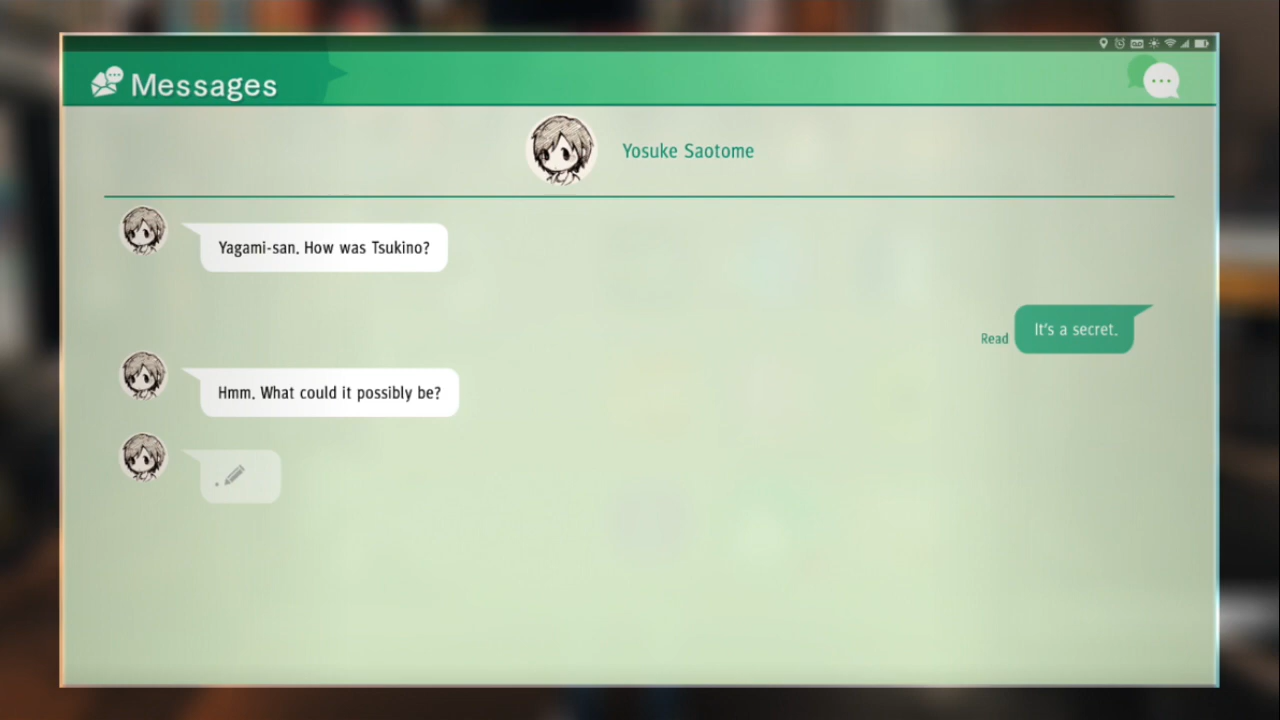 Messages
Yosuke Saotome
Yagami-san. How was Tsukino?
It's a secret.
Read
Hmm. What could it possibly be?